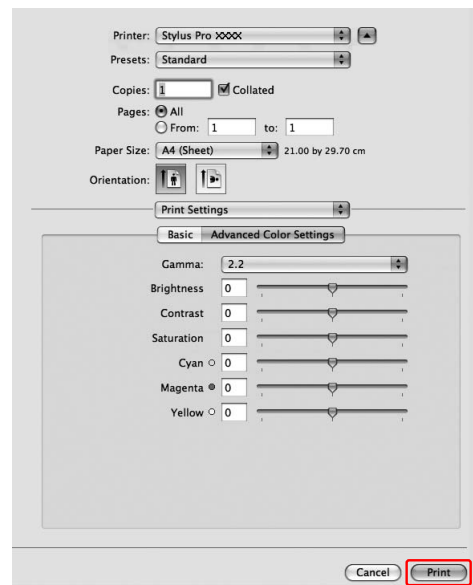 Printer: Stylus Pro XXXX
Presets: Standard
Copies: 1 Collated
Pages: All
From: 1 to: 1
Paper Size: A4 (Sheet) 21.00 by 29.70 cm
Orientation:
Print Settings
Basic Advanced Color Settings
Gamma: 2.2
Brightness 0
Contrast 0
Saturation 0
Cyan 0
Magenta 0
Yellow 0
Cancel Print